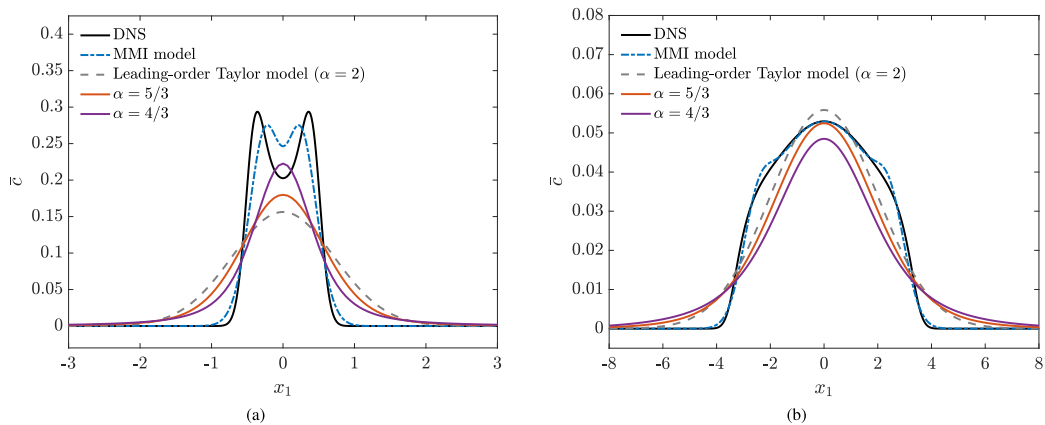 0.4
0.35
0.3
0.25
0.2
0.15
0.1
0.05
0
c̅
DNS
MMI model
Leading-order Taylor model (α = 2)
α = 5/3
α = 4/3
-3
-2
-1
0
1
2
3
x₁
(a)
0.08
0.07
0.06
0.05
0.04
0.03
0.02
0.01
0
c̅
DNS
MMI model
Leading-order Taylor model (α = 2)
α = 5/3
α = 4/3
-8
-6
-4
-2
0
2
4
6
8
x₁
(b)